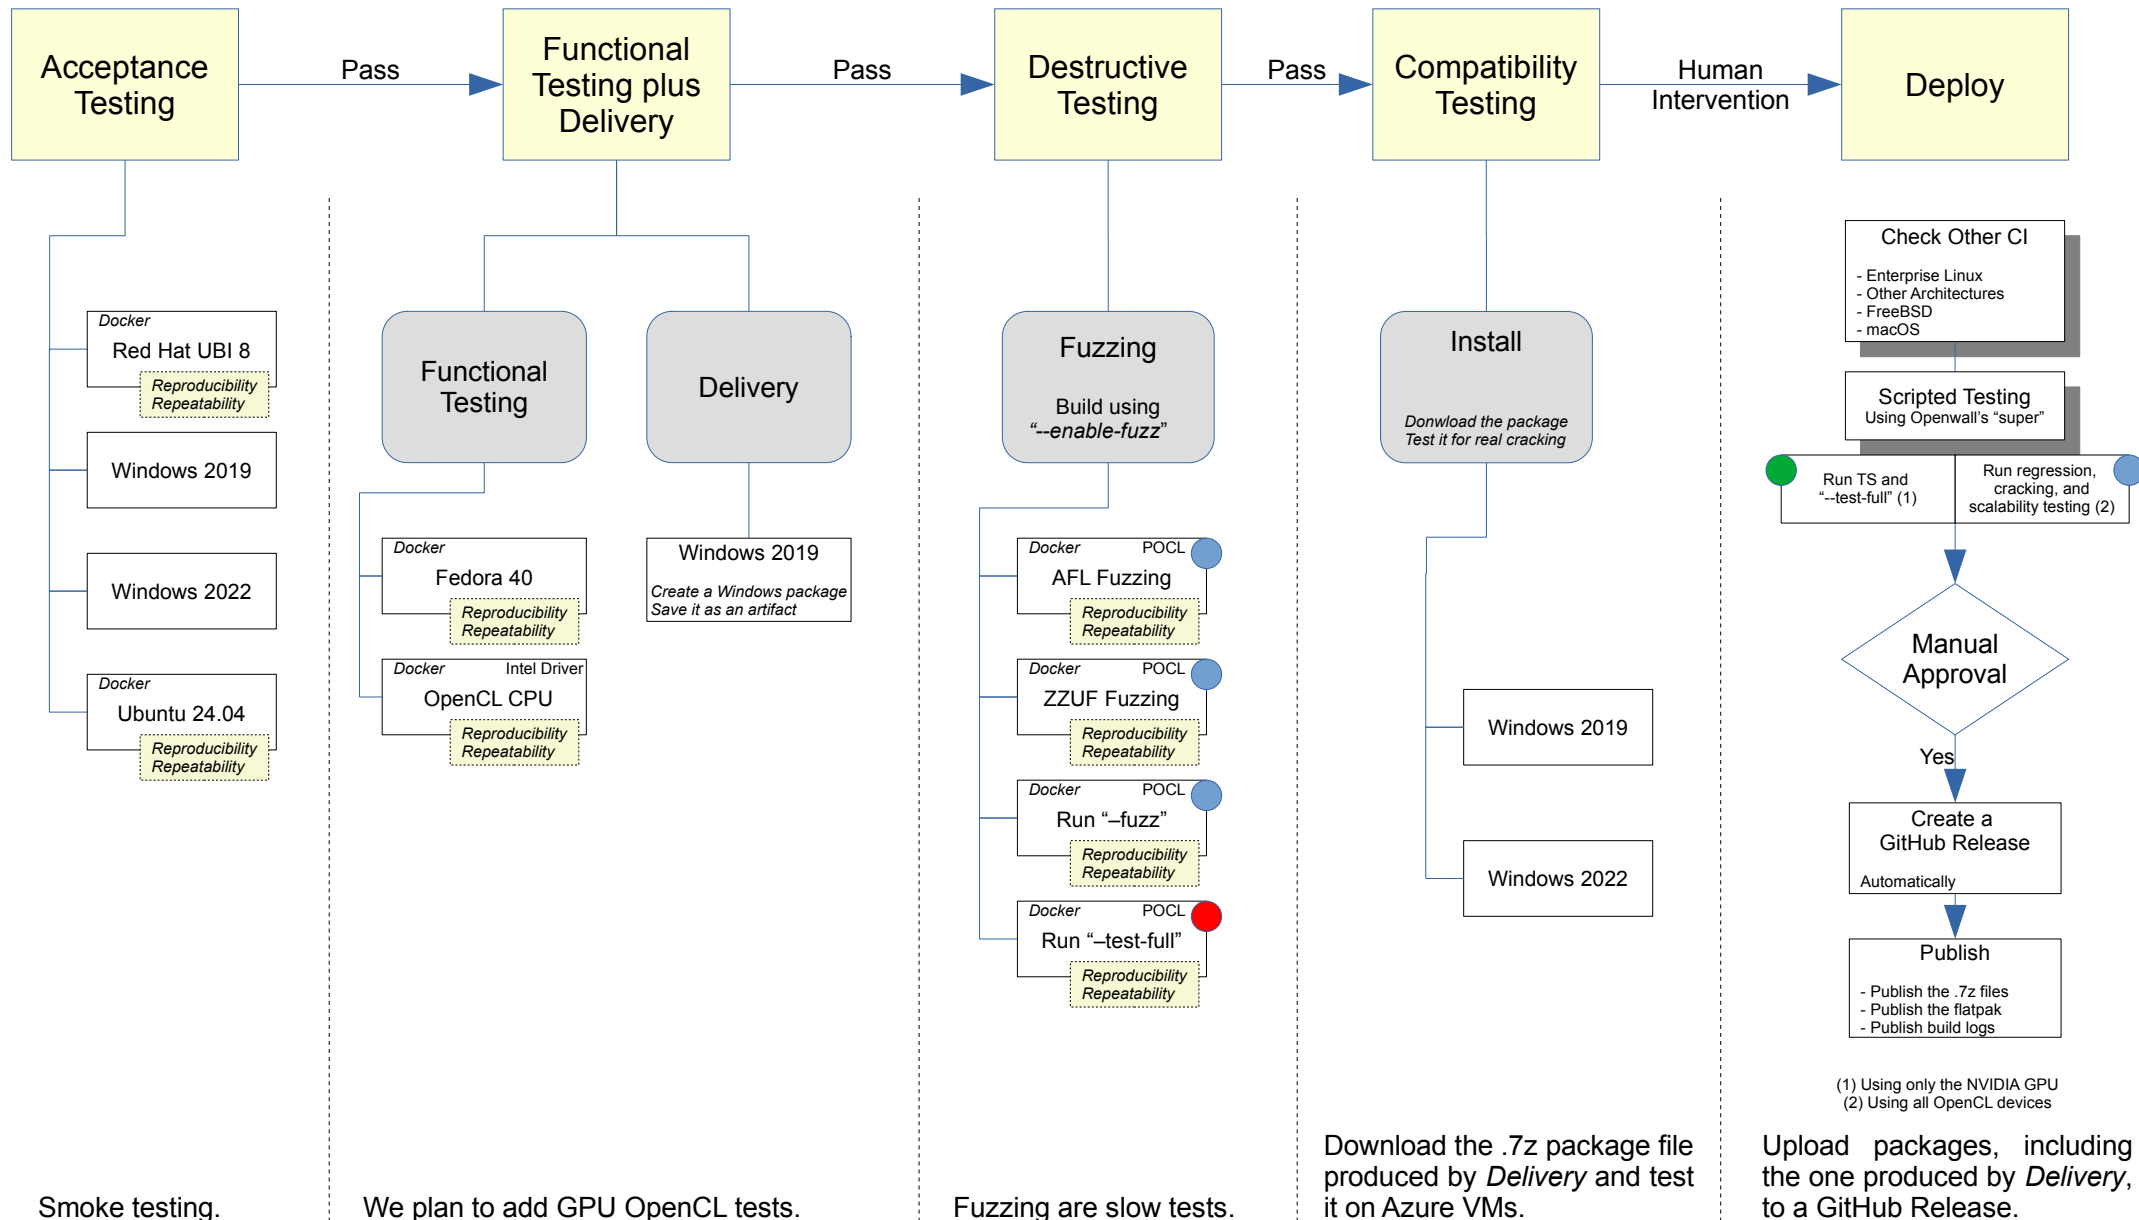 Acceptance
Testing
Pass
Functional
Testing plus
Delivery
Pass
Destructive
Testing
Pass
Compatibility
Testing
Human
Intervention
Deploy
Docker
Red Hat UBI 8
Reproducibility
Repeatability
Windows 2019
Windows 2022
Docker
Ubuntu 24.04
Reproducibility
Repeatability
Smoke testing.
Functional
Testing
Delivery
Docker
Fedora 40
Reproducibility
Repeatability
Docker Intel Driver
OpenCL CPU
Reproducibility
Repeatability
Windows 2019
Create a Windows package
Save it as an artifact
We plan to add GPU OpenCL tests.
Fuzzing
Build using
“--enable-fuzz”
Docker POCL
AFL Fuzzing
Reproducibility
Repeatability
Docker POCL
ZZUF Fuzzing
Reproducibility
Repeatability
Docker POCL
Run “–fuzz”
Reproducibility
Repeatability
Docker POCL
Run “–test-full”
Reproducibility
Repeatability
Fuzzing are slow tests.
Install
Donwload the package
Test it for real cracking
Windows 2019
Windows 2022
Download the .7z package file
produced by Delivery and test
it on Azure VMs.
Check Other CI
- Enterprise Linux
- Other Architectures
- FreeBSD
- macOS
Scripted Testing
Using Openwall’s “super”
Run TS and
“--test-full” (1)
Run regression,
cracking, and
scalability testing (2)
Manual
Approval
Yes
Create a
GitHub Release
Automatically
Publish
- Publish the .7z files
- Publish the flatpak
- Publish build logs
(1) Using only the NVIDIA GPU
(2) Using all OpenCL devices
Upload packages, including
the one produced by Delivery,
to a GitHub Release.